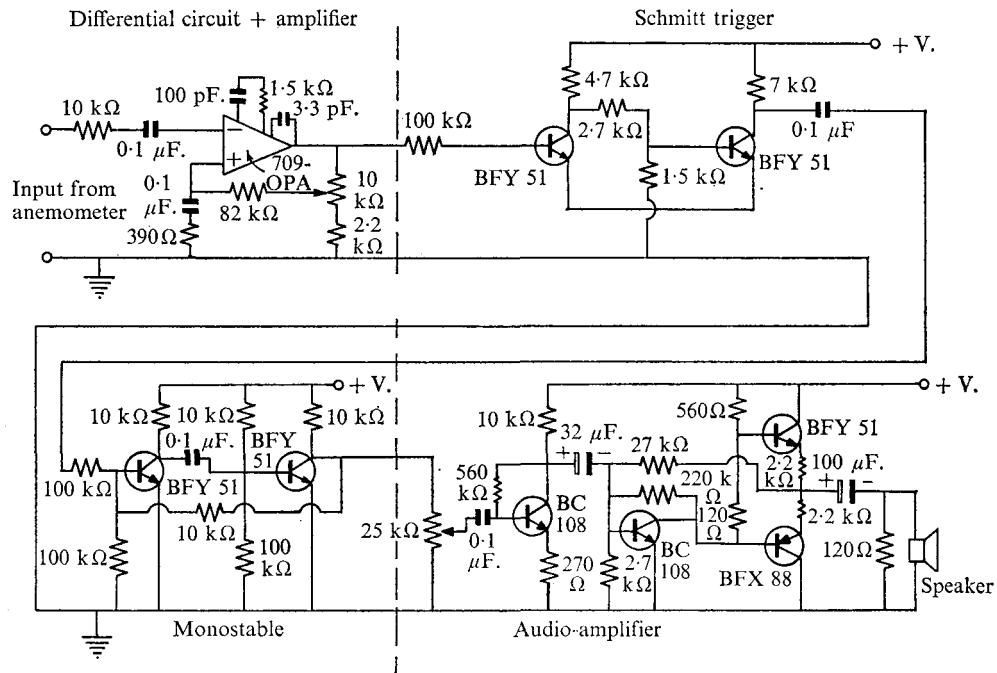 Differential circuit + amplifier
Schmitt trigger
+ V.
10 kΩ
0·1 μF.
100 pF.
1·5 kΩ
3·3 pF.
−
+
709-
OPA
100 kΩ
Input from
anemometer
0·1
μF.
390Ω
82 kΩ
10
kΩ
2·2
kΩ
4·7 kΩ
2·7 kΩ
BFY 51
1·5 kΩ
7 kΩ
0·1 μF
BFY 51
+ V.
10 kΩ
10 kΩ
10 kΩ
0·1 μF.
BFY
51
100 kΩ
BFY 51
10 kΩ
100 kΩ
100
kΩ
25 kΩ
Monostable
+ V.
10 kΩ
32 μF.
+
−
560
kΩ
0·1
μF.
BC
108
270
Ω
27 kΩ
220 k
Ω
2·7
kΩ
BC
108
560Ω
120
Ω
BFY 51
2·2
kΩ
100 μF.
+
−
2·2 kΩ
BFX 88
120Ω
Speaker
Audio-amplifier